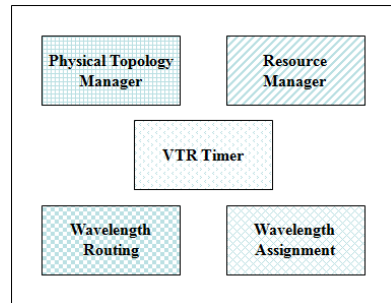 Physical Topology
Manager
Resource
Manager
VTR Timer
Wavelength
Routing
Wavelength
Assignment